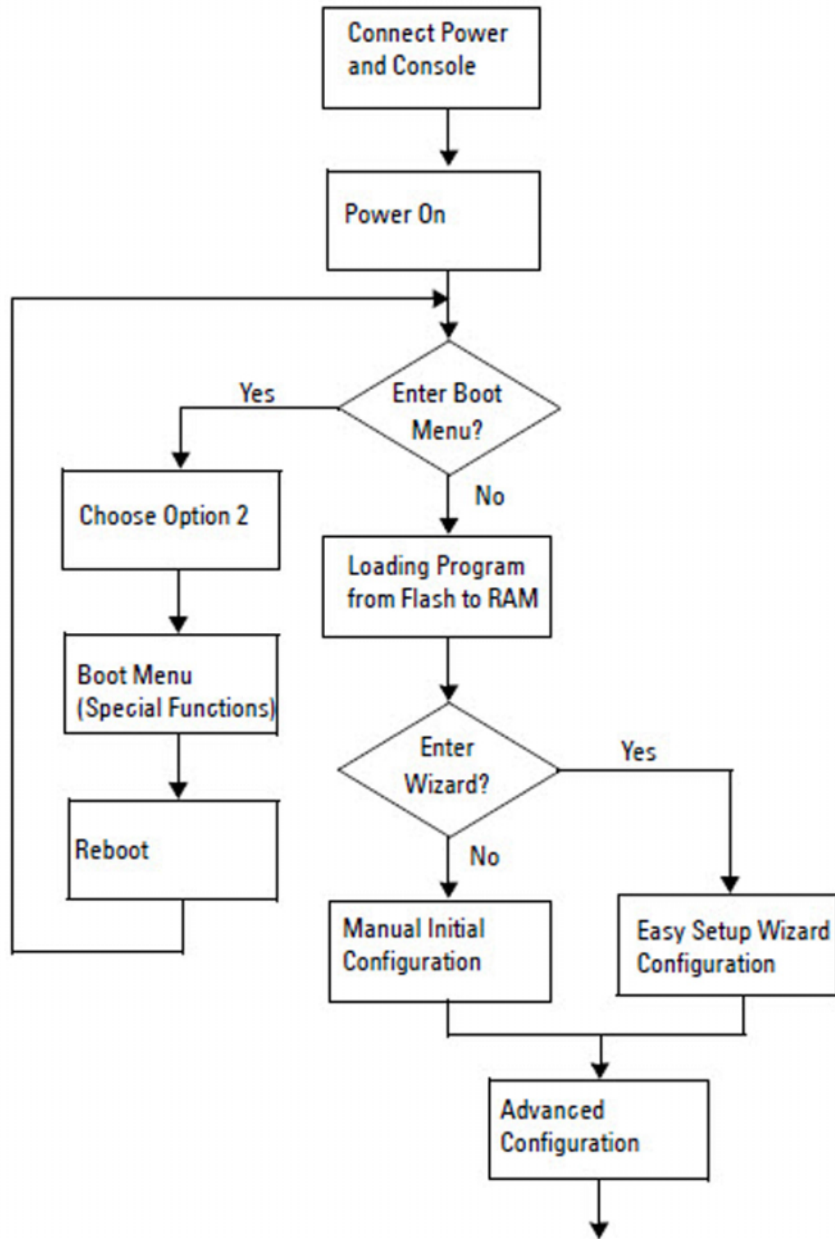 Connect Power
and Console
Power On
Enter Boot
Menu?
Yes
No
Choose Option 2
Loading Program
from Flash to RAM
Boot Menu
(Special Functions)
Enter
Wizard?
Yes
No
Reboot
Manual Initial
Configuration
Easy Setup Wizard
Configuration
Advanced
Configuration